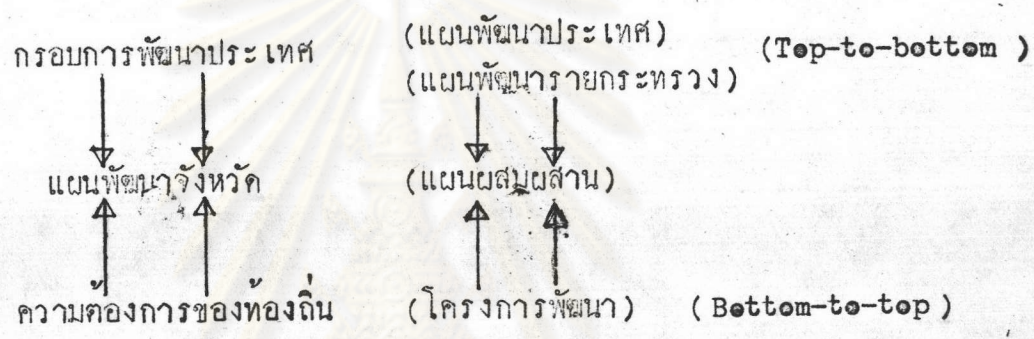 กรอบการพัฒนาประเทศ (แผนพัฒนาประเทศ) (Top-to-bottom )
(แผนพัฒนารายกระทรวง)
แผนพัฒนาจังหวัด (แผนผสมผสาน)
ความต้องการของท้องถิ่น (โครงการพัฒนา) ( Bottom-to-top )